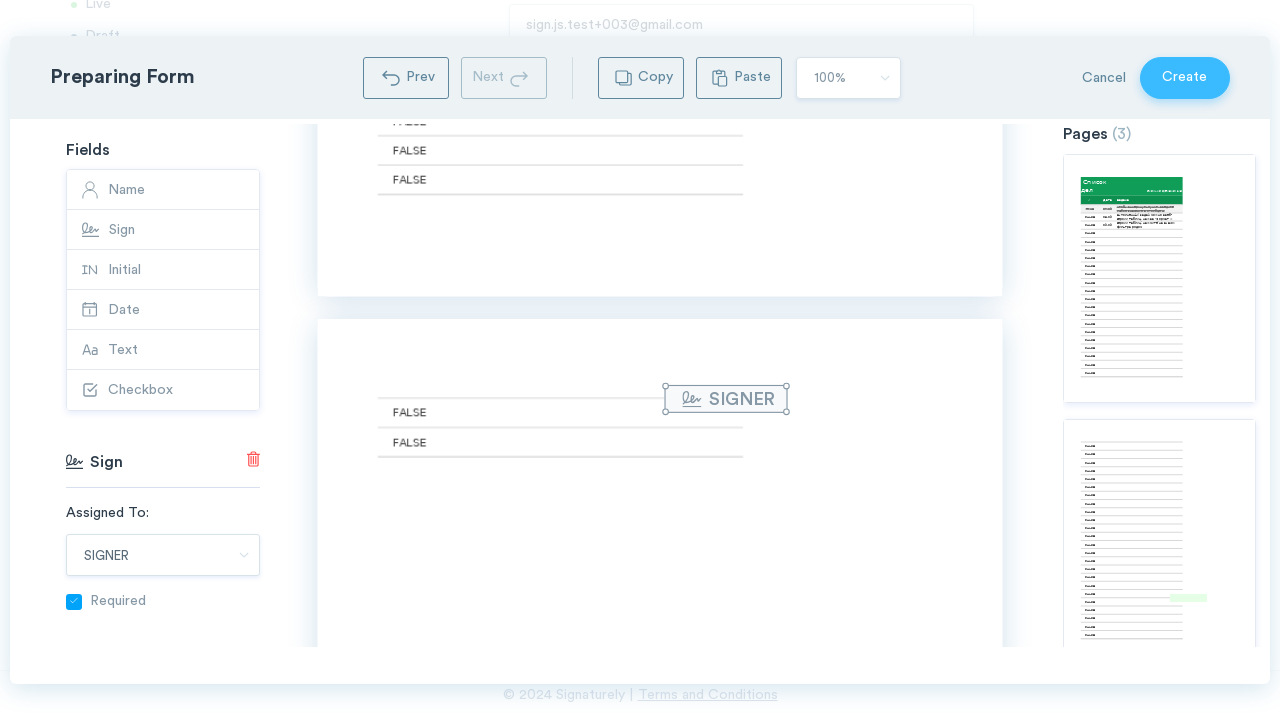 Live
Draft
sign.js.test+003@gmail.com
Preparing Form
Prev
Next
Copy
Paste
100%
Cancel
Create
Fields
Name
Sign
IN Initial
Date
Aa Text
Checkbox
Sign
Assigned To:
SIGNER
Required
FALSE
FALSE
FALSE
SIGNER
FALSE
FALSE
Pages (3)
Список
дел
© 2024 Signaturely | Terms and Conditions